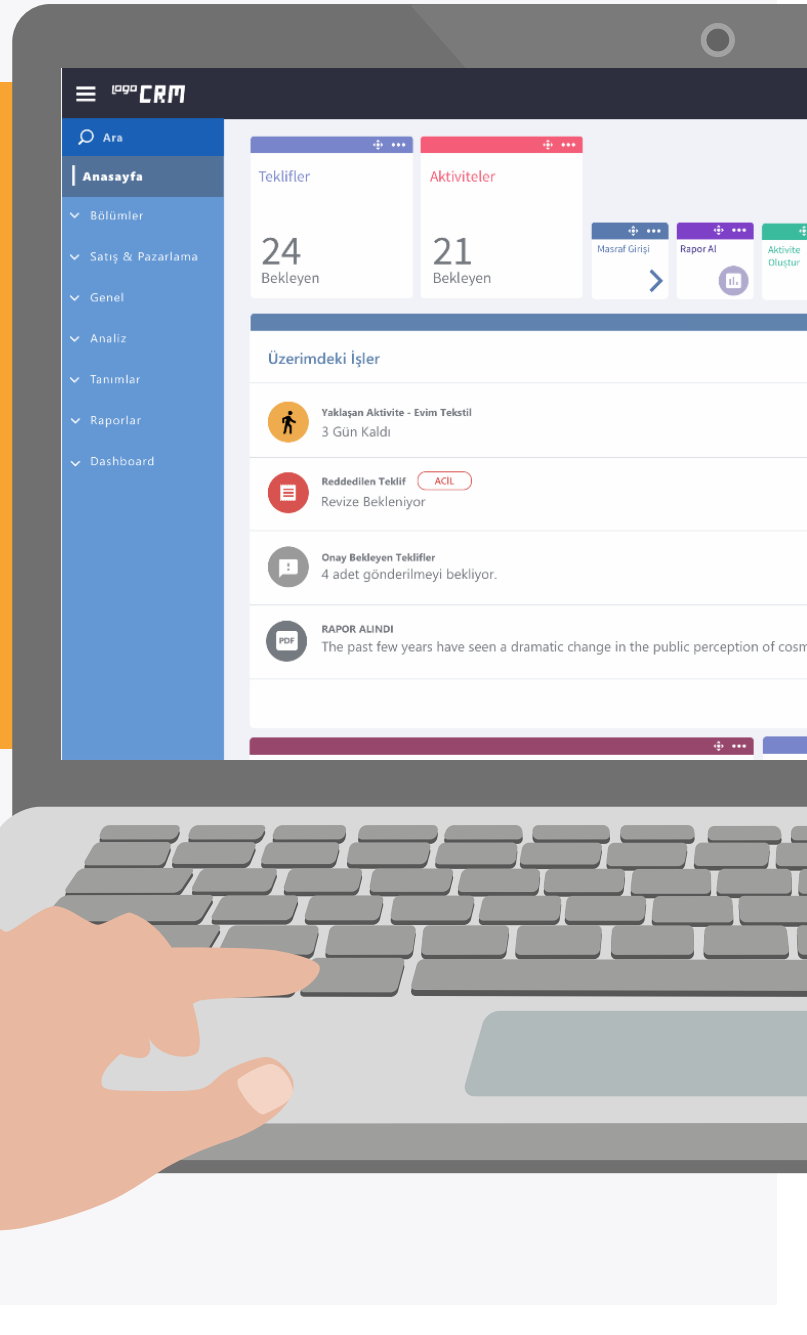 logo CRM
Ara
Anasayfa
Bölümler
Satış & Pazarlama
Genel
Analiz
Tanımlar
Raporlar
Dashboard
Teklifler
24
Bekleyen
Aktiviteler
21
Bekleyen
Masraf Girişi
Rapor Al
Aktivite
Oluştur
Üzerimdeki İşler
Yaklaşan Aktivite - Evim Tekstil
3 Gün Kaldı
Reddedilen Teklif ACİL
Revize Bekleniyor
Onay Bekleyen Teklifler
4 adet gönderilmeyi bekliyor.
PDF
RAPOR ALINDI
The past few years have seen a dramatic change in the public perception of cosm